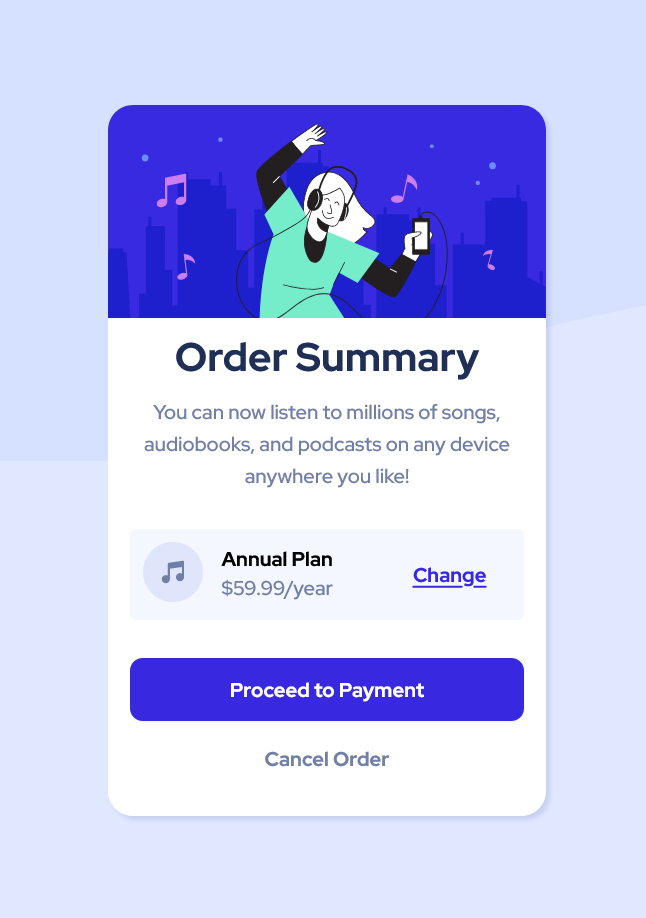 Order Summary
You can now listen to millions of songs,
audiobooks, and podcasts on any device
anywhere you like!
Annual Plan
$59.99/year
Change
Proceed to Payment
Cancel Order